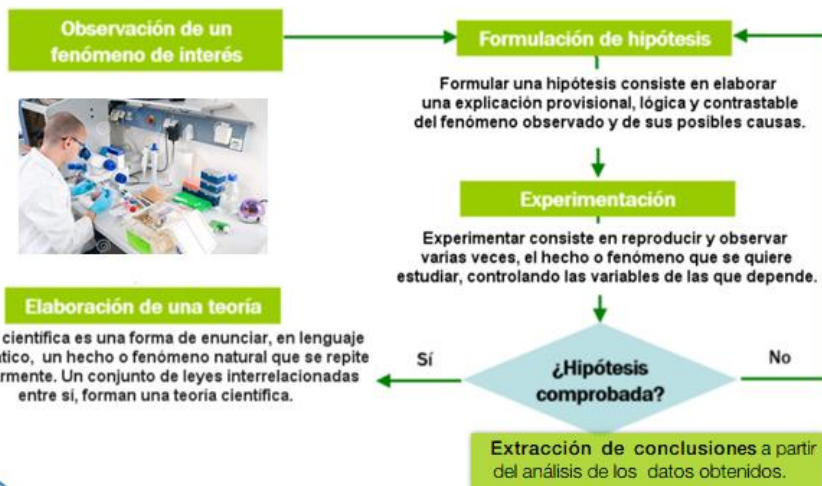 Observación de un
fenómeno de interés
Formulación de hipótesis
Formular una hipótesis consiste en elaborar
una explicación provisional, lógica y contrastable
del fenómeno observado y de sus posibles causas.
Experimentación
Experimentar consiste en reproducir y observar
varias veces, el hecho o fenómeno que se quiere
estudiar, controlando las variables de las que depende.
Elaboración de una teoría
científica es una forma de enunciar, en lenguaje
un hecho o fenómeno natural que se repite
Un conjunto de leyes interrelacionadas
entre sí, forman una teoría científica.
Sí
¿Hipótesis
comprobada?
No
Extracción de conclusiones a partir
del análisis de los datos obtenidos.